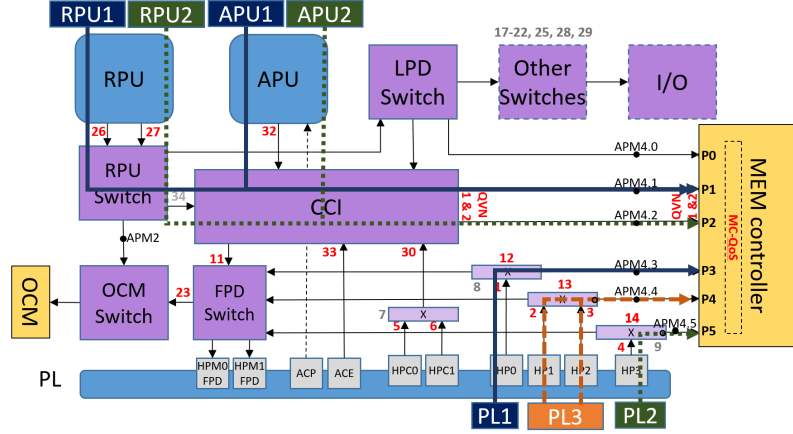 RPU1
RPU2
APU1
APU2
17-22, 25, 28, 29
RPU
APU
LPD
Switch
Other
Switches
I/O
26
27
32
RPU
Switch
34
CCI
QVN
1 & 2
APM4.0
APM4.1
APM4.2
APM4.3
APM4.4
APM4.5
QVN
1 &2
P0
P1
P2
P3
P4
P5
MC-QoS
MEM controller
APM2
11
33
30
12
X
8
1
13
X
2
3
14
X
4
9
OCM
23
OCM
Switch
FPD
Switch
7
X
5
6
PL
HPM0
FPD
HPM1
FPD
ACP
ACE
HPC0
HPC1
HP0
HP1
HP2
HP3
PL1
PL3
PL2